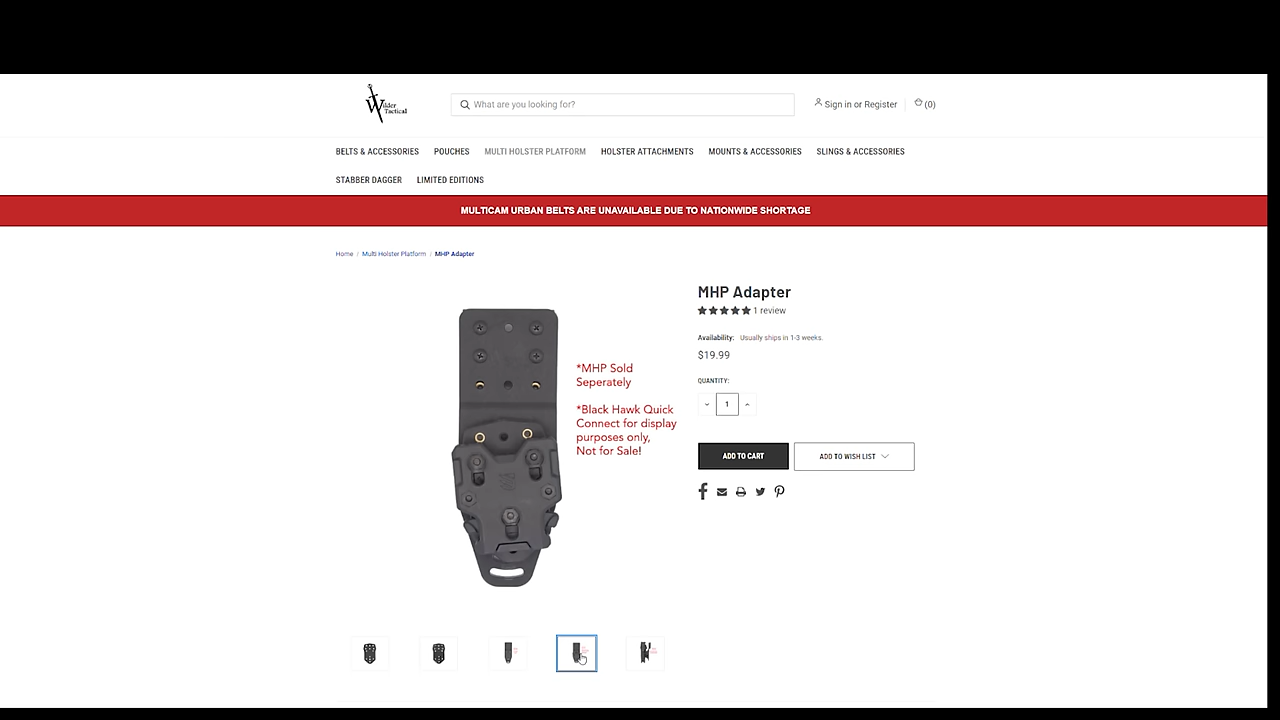 Wilder
Tactical
What are you looking for?
Sign in or Register
(0)
BELTS & ACCESSORIES
POUCHES
MULTI HOLSTER PLATFORM
HOLSTER ATTACHMENTS
MOUNTS & ACCESSORIES
SLINGS & ACCESSORIES
STABBER DAGGER
LIMITED EDITIONS
MULTICAM URBAN BELTS ARE UNAVAILABLE DUE TO NATIONWIDE SHORTAGE
Home / Multi Holster Platform / MHP Adapter
*MHP Sold
Seperately
*Black Hawk Quick
Connect for display
purposes only,
Not for Sale!
MHP Adapter
1 review
Availability: Usually ships in 1-3 weeks.
$19.99
QUANTITY:
1
ADD TO CART
ADD TO WISH LIST